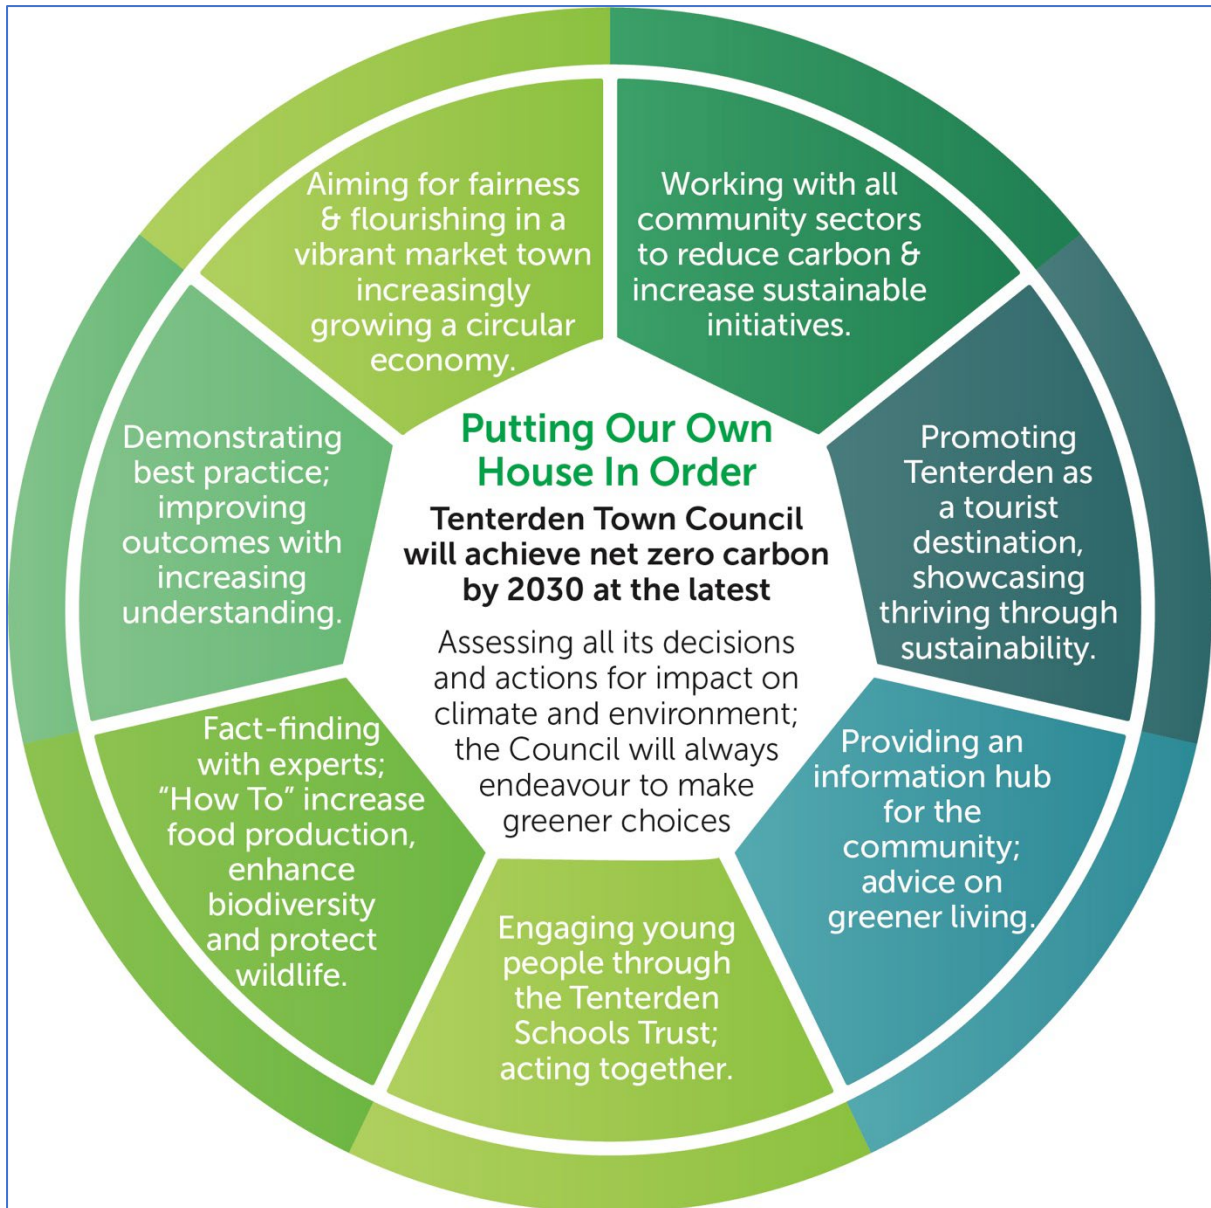 Aiming for fairness
& flourishing in a
vibrant market town
increasingly
growing a circular
economy.
Working with all
community sectors
to reduce carbon &
increase sustainable
initiatives.
Promoting
Tenterden as
a tourist
destination,
showcasing
thriving through
sustainability.
Providing an
information hub
for the
community;
advice on
greener living.
Engaging young
people through
the Tenterden
Schools Trust;
acting together.
Fact-finding
with experts;
“How To” increase
food production,
enhance
biodiversity
and protect
wildlife.
Demonstrating
best practice;
improving
outcomes with
increasing
understanding.
Putting Our Own
House In Order
Tenterden Town Council
will achieve net zero carbon
by 2030 at the latest
Assessing all its decisions
and actions for impact on
climate and environment;
the Council will always
endeavour to make
greener choices